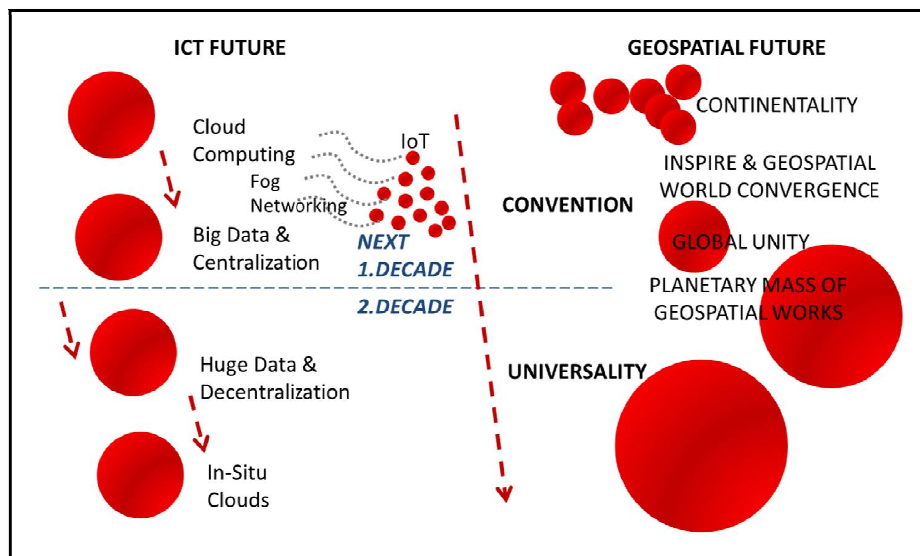 ICT FUTURE
Cloud
Computing
Fog
Networking
IoT
Big Data &
Centralization
NEXT
1.DECADE
2.DECADE
Huge Data &
Decentralization
In-Situ
Clouds
GEOSPATIAL FUTURE
CONTINENTALITY
INSPIRE & GEOSPATIAL
WORLD CONVERGENCE
CONVENTION
GLOBAL UNITY
PLANETARY MASS OF
GEOSPATIAL WORKS
UNIVERSALITY